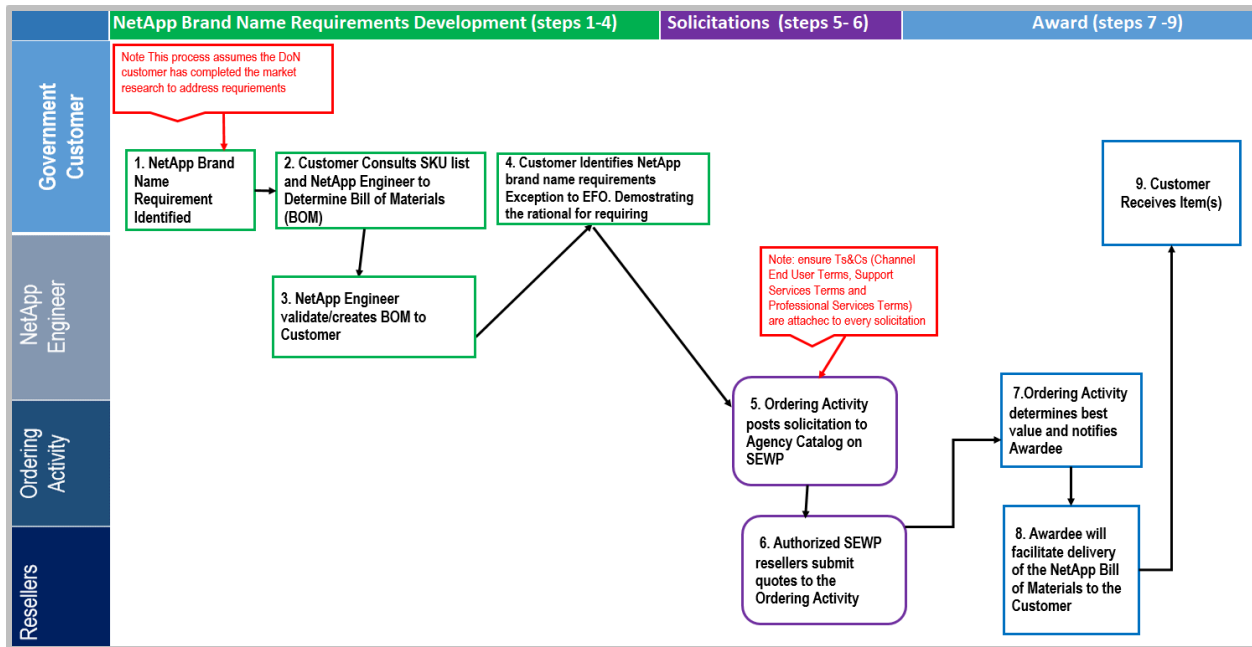 NetApp Brand Name Requirements Development (steps 1-4)
Solicitations (steps 5- 6)
Award (steps 7 -9)
Government
Customer
Note This process assumes the DoN
customer has completed the market
research to address requriements
1. NetApp Brand
Name
Requirement
Identified
2. Customer Consults SKU list
and NetApp Engineer to
Determine Bill of Materials
(BOM)
4. Customer Identifies NetApp
brand name requirements
Exception to EFO. Demostrating
the rational for requiring
9. Customer
Receives Item(s)
NetApp
Engineer
3. NetApp Engineer
validate/creates BOM to
Customer
Note: ensure Ts&Cs (Channel
End User Terms, Support
Services Terms and
Professional Services Terms)
are attachec to every solicitation
Ordering
Activity
5. Ordering Activity
posts solicitation to
Agency Catalog on
SEWP
7.Ordering Activity
determines best
value and notifies
Awardee
Resellers
6. Authorized SEWP
resellers submit
quotes to the
Ordering Activity
8. Awardee will
facilitate delivery
of the NetApp Bill
of Materials to the
Customer